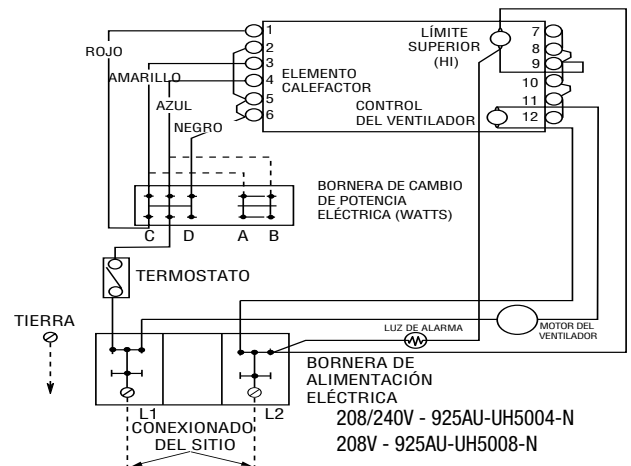 1
2
3
4
5
6
ROJO
AMARILLO
AZUL
NEGRO
ELEMENTO
CALEFACTOR
LÍMITE
SUPERIOR
(HI)
CONTROL
DEL VENTILADOR
7
8
9
10
11
12
BORNERA DE CAMBIO
DE POTENCIA
ELÉCTRICA (WATTS)
C
D
A
B
TERMOSTATO
TIERRA
LUZ DE ALARMA
MOTOR DEL
VENTILADOR
BORNERA DE
ALIMENTACIÓN
ELÉCTRICA
L1
L2
CONEXIONADO
DEL SITIO
208/240V - 925AU-UH5004-N
208V - 925AU-UH5008-N